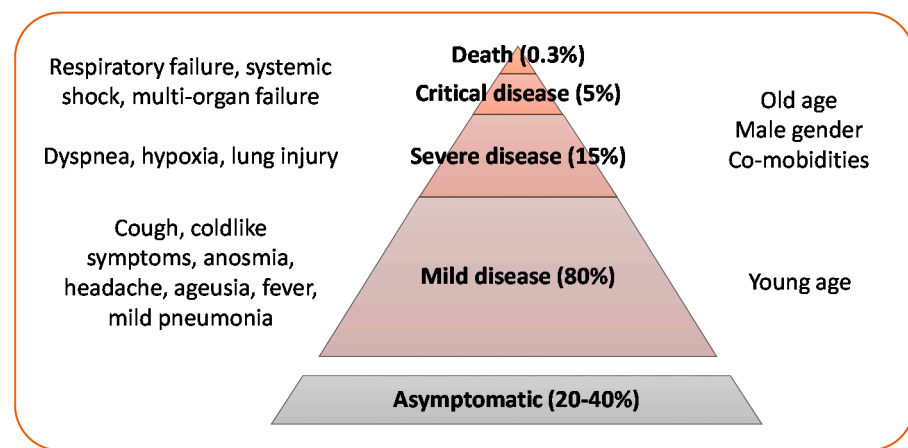 Death (0.3%)
Respiratory failure, systemic
shock, multi-organ failure
Critical disease (5%)
Old age
Male gender
Co-mobidities
Dyspnea, hypoxia, lung injury
Severe disease (15%)
Cough, coldlike
symptoms, anosmia,
headache, ageusia, fever,
mild pneumonia
Mild disease (80%)
Young age
Asymptomatic (20-40%)